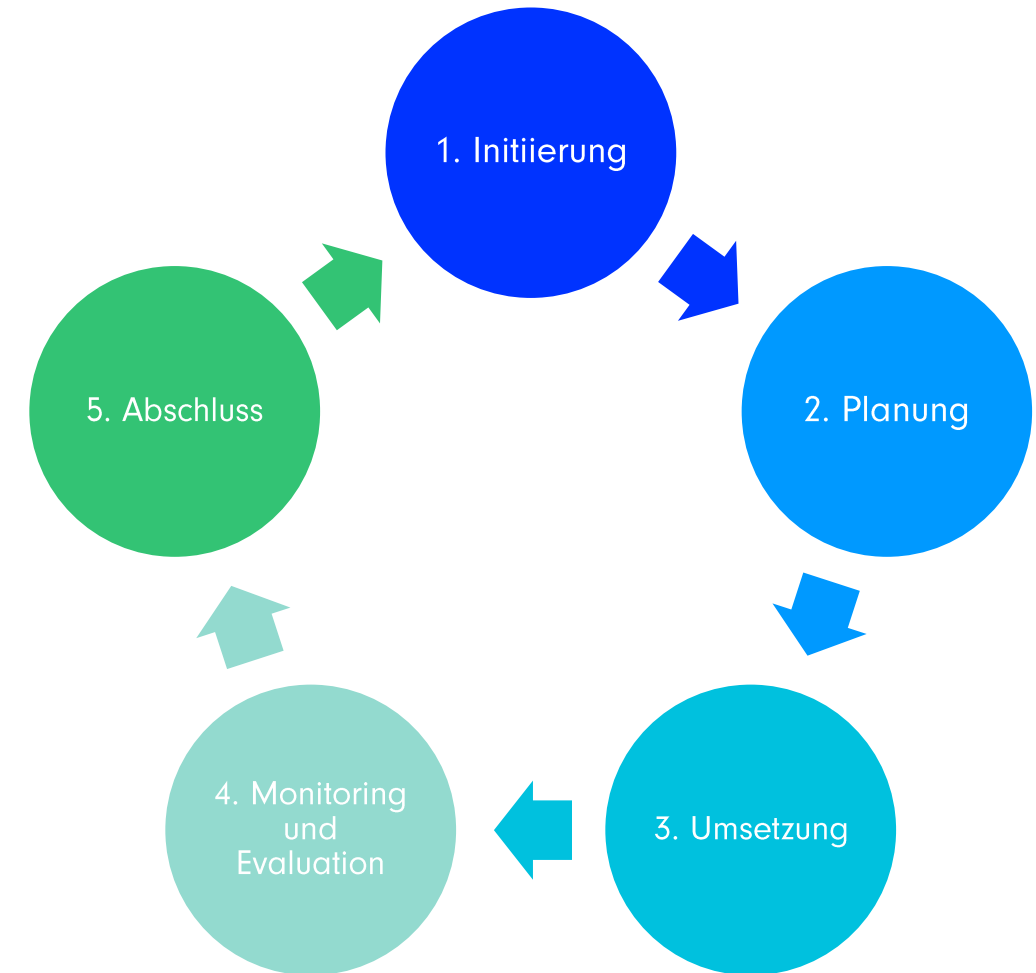 1. Initiierung
2. Planung
3. Umsetzung
4. Monitoring
und
Evaluation
5. Abschluss